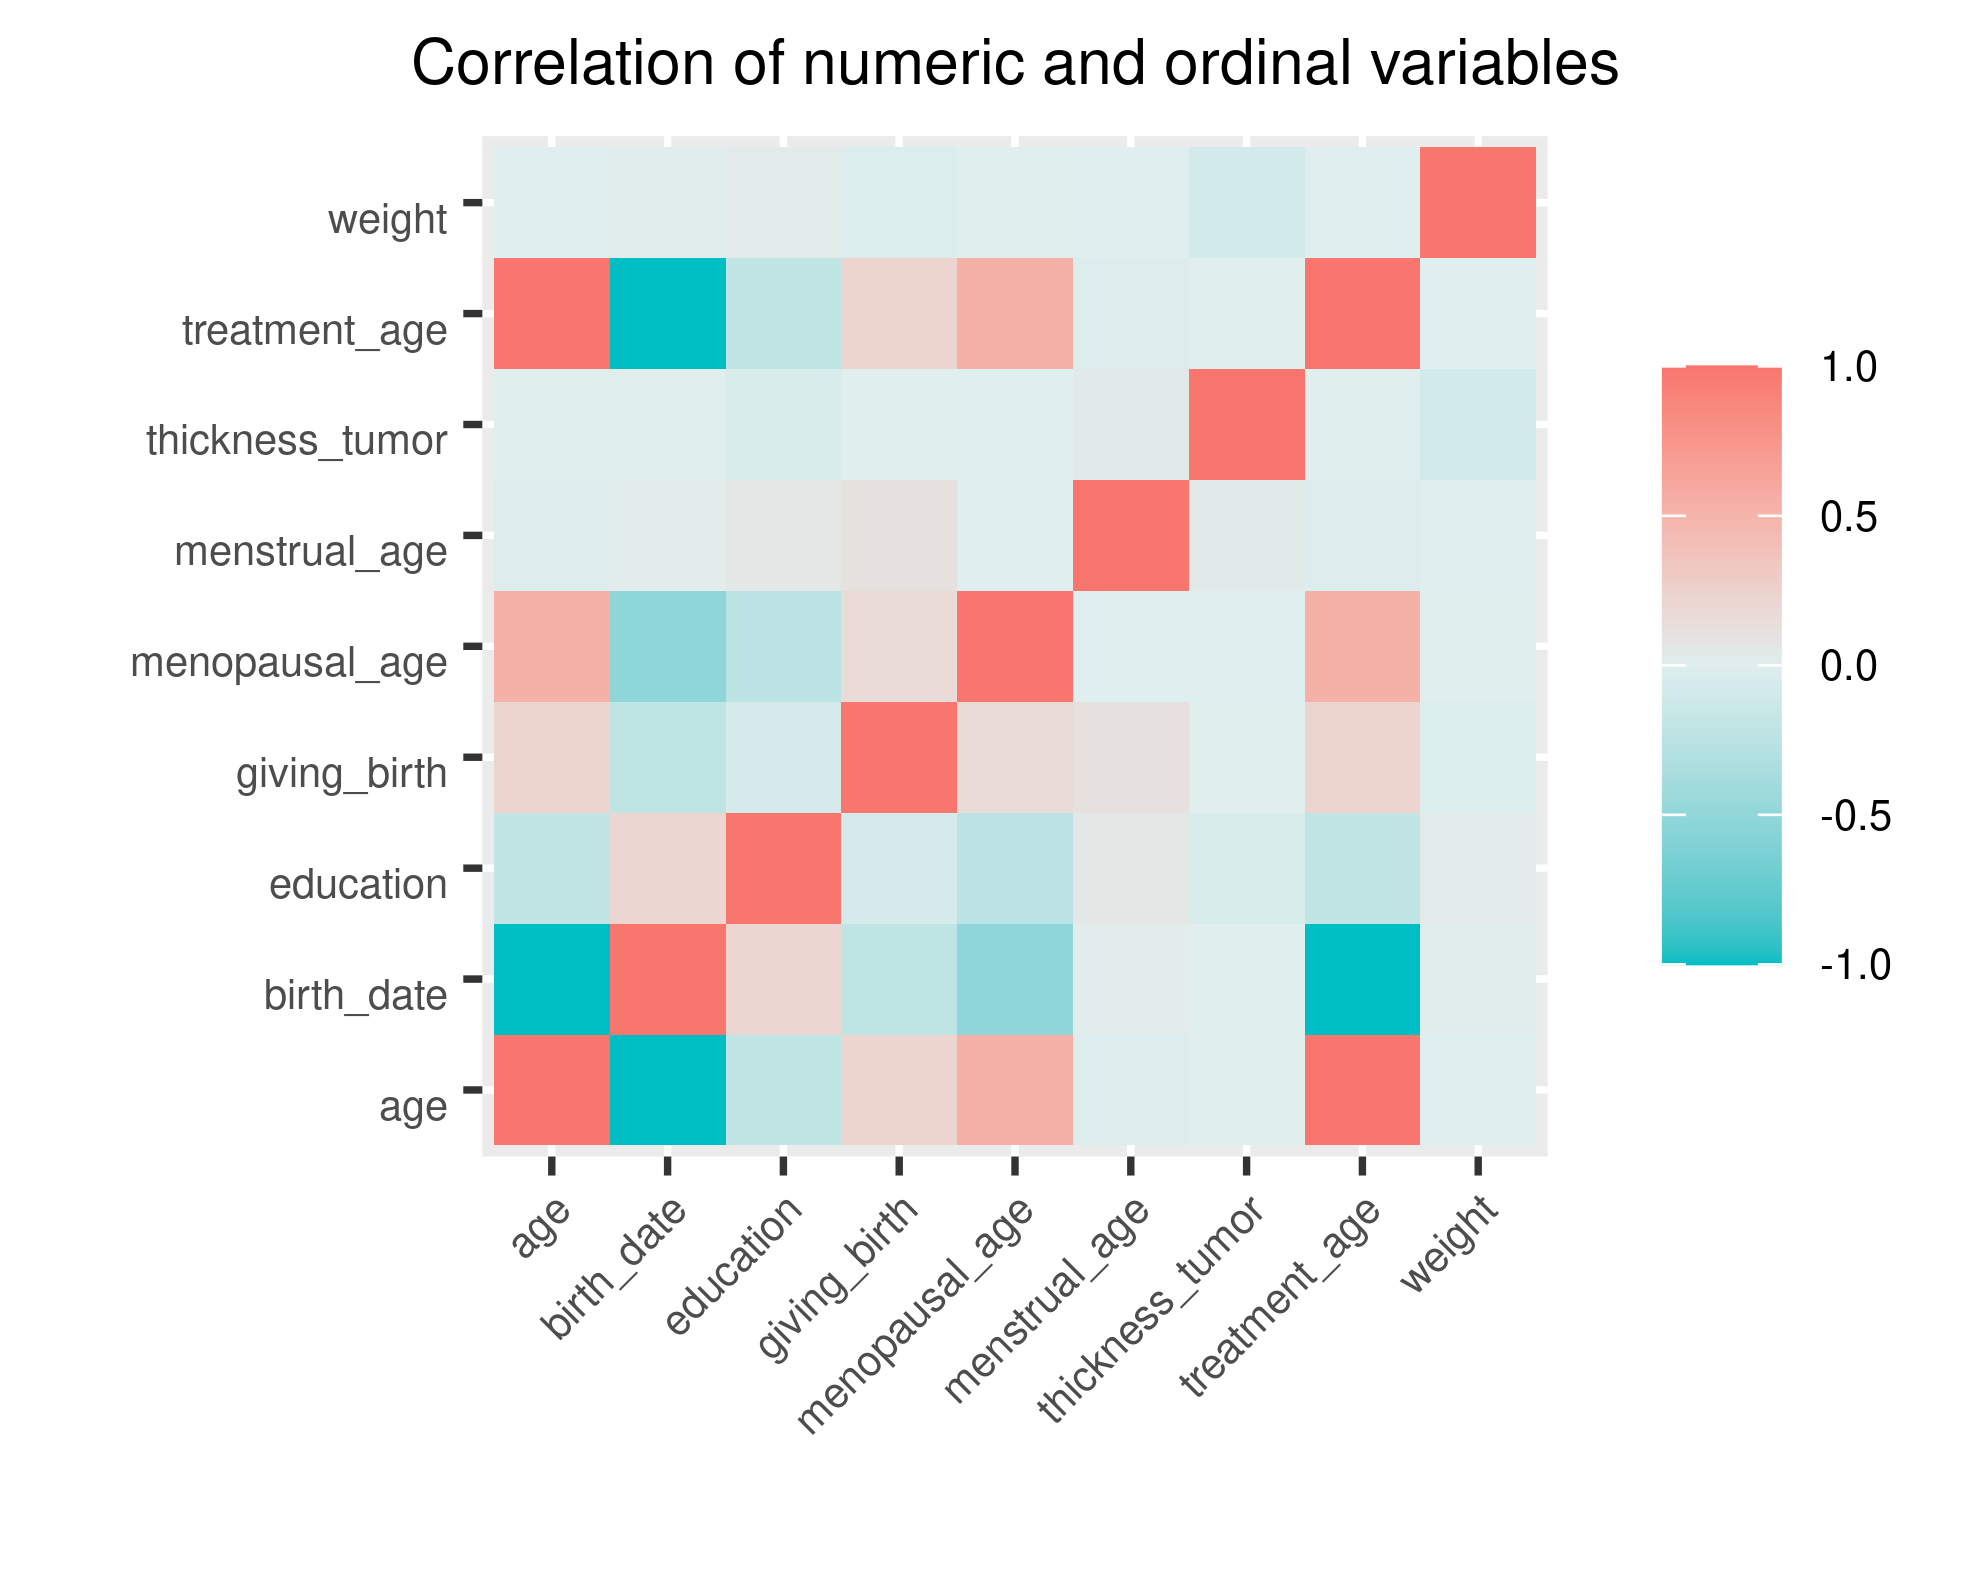 Correlation of numeric and ordinal variables
weight
treatment_age
thickness_tumor
menstrual_age
menopausal_age
giving_birth
education
birth_date
age
age
birth_date
education
giving_birth
menopausal_age
menstrual_age
thickness_tumor
treatment_age
weight
1.0
0.5
0.0
-0.5
-1.0